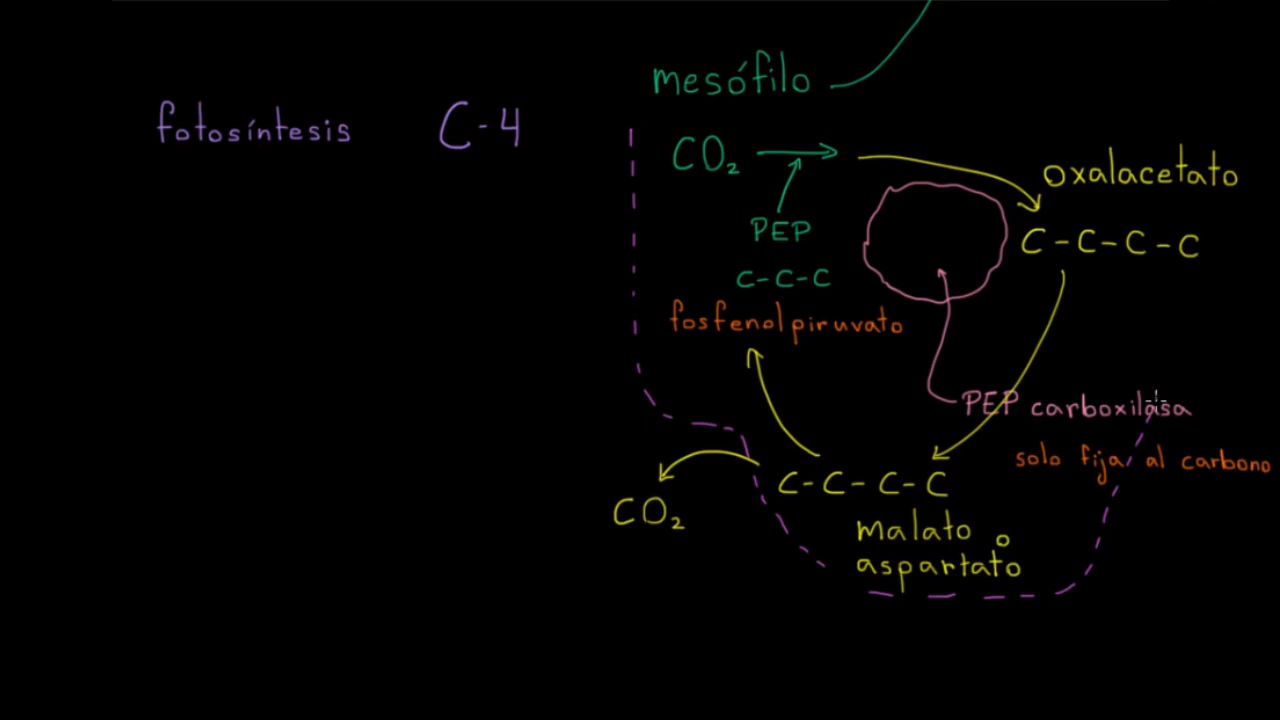 fotosíntesis C-4
mesófilo
CO₂
PEP
C-C-C
fosfenolpiruvato
oxalacetato
C-C-C-C
PEP carboxilasa
solo fija al carbono
C-C-C-C
malato o
aspartato
CO₂